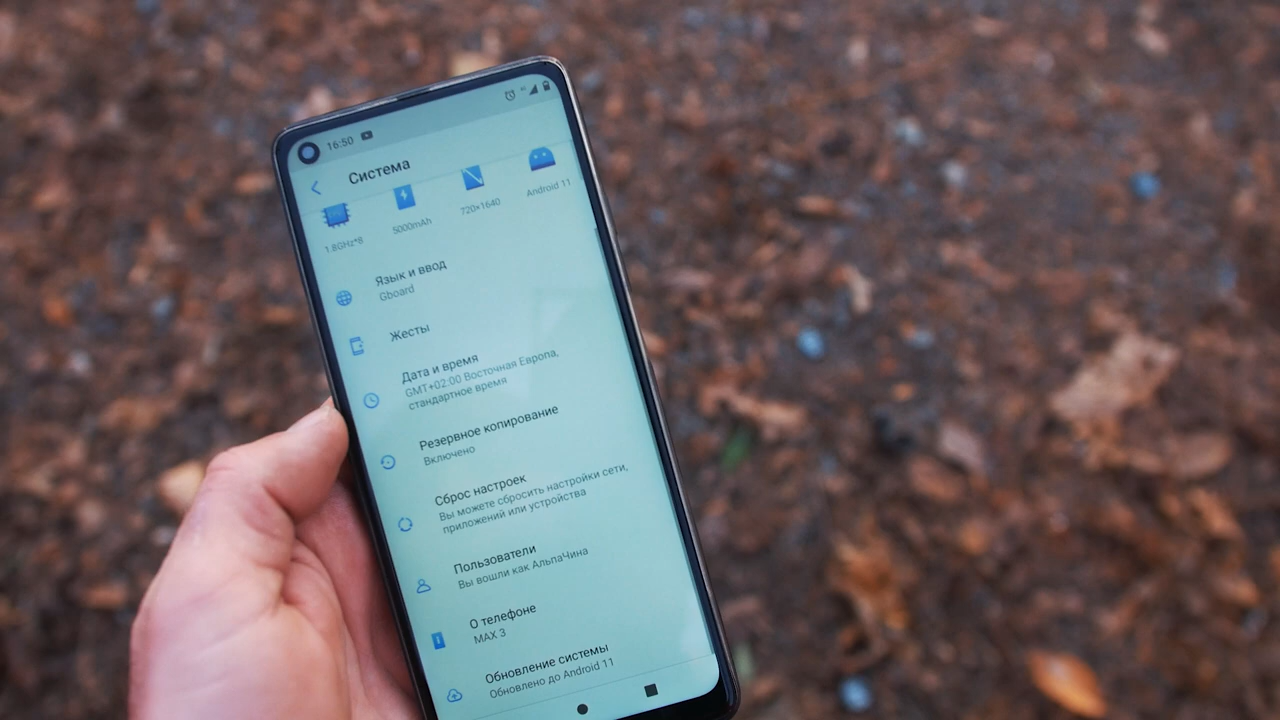 16:50
Система
1.8GHz*8
5000mAh
720×1640
Android 11
Язык и ввод
Gboard
Жесты
Дата и время
GMT+02:00 Восточная Европа,
стандартное время
Резервное копирование
Включено
Сброс настроек
Вы можете сбросить настройки сети,
приложений или устройства
Пользователи
Вы вошли как АльпаЧина
О телефоне
MAX 3
Обновление системы
Обновлено до Android 11